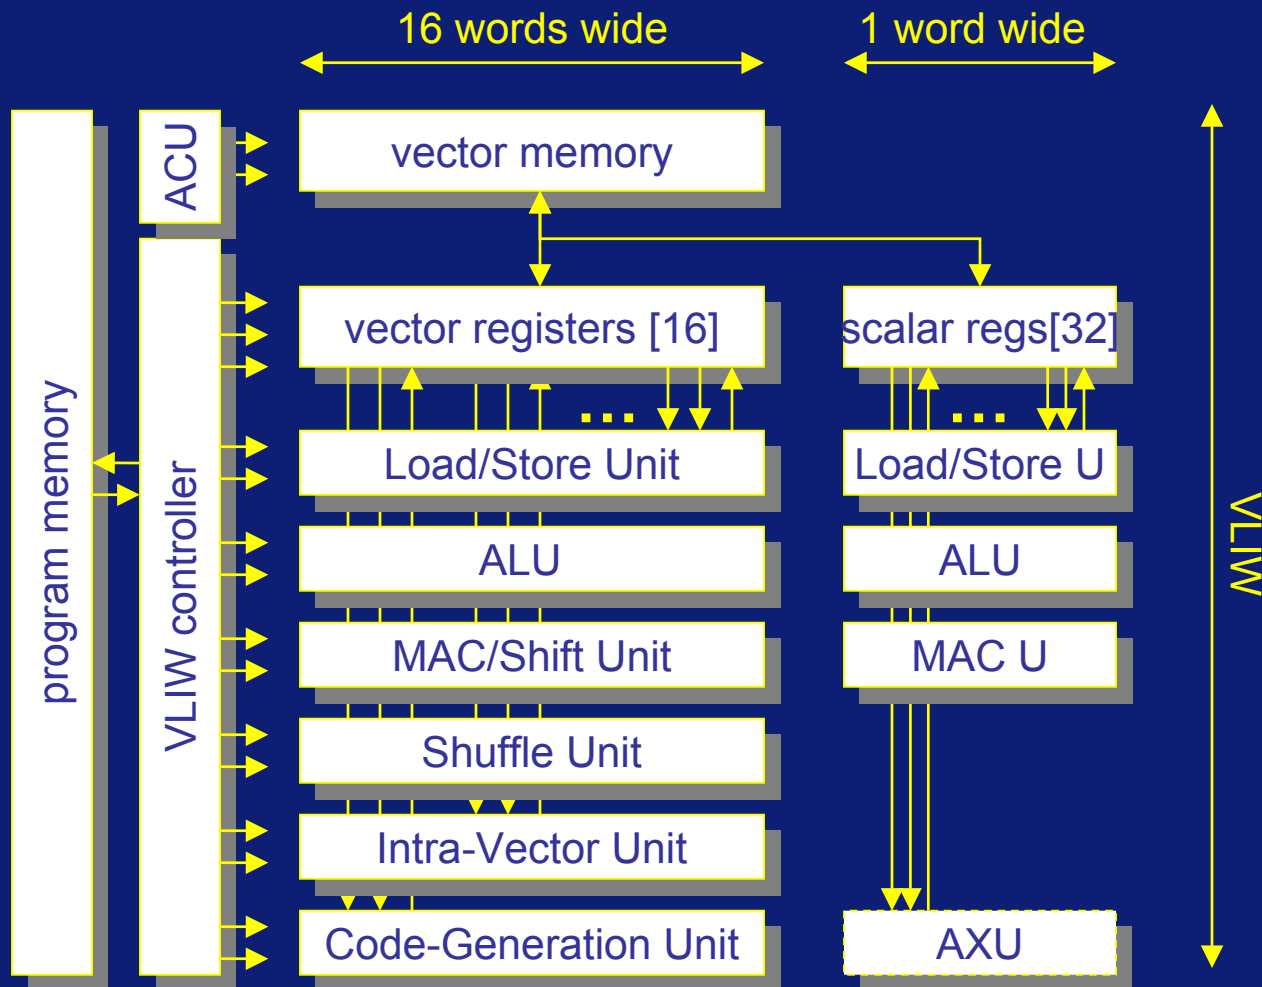 16 words wide
1 word wide
program memory
ACU
VLIW controller
vector memory
vector registers [16]
scalar regs[32]
...
...
Load/Store Unit
Load/Store U
ALU
ALU
MAC/Shift Unit
MAC U
Shuffle Unit
Intra-Vector Unit
Code-Generation Unit
AXU
VLIW